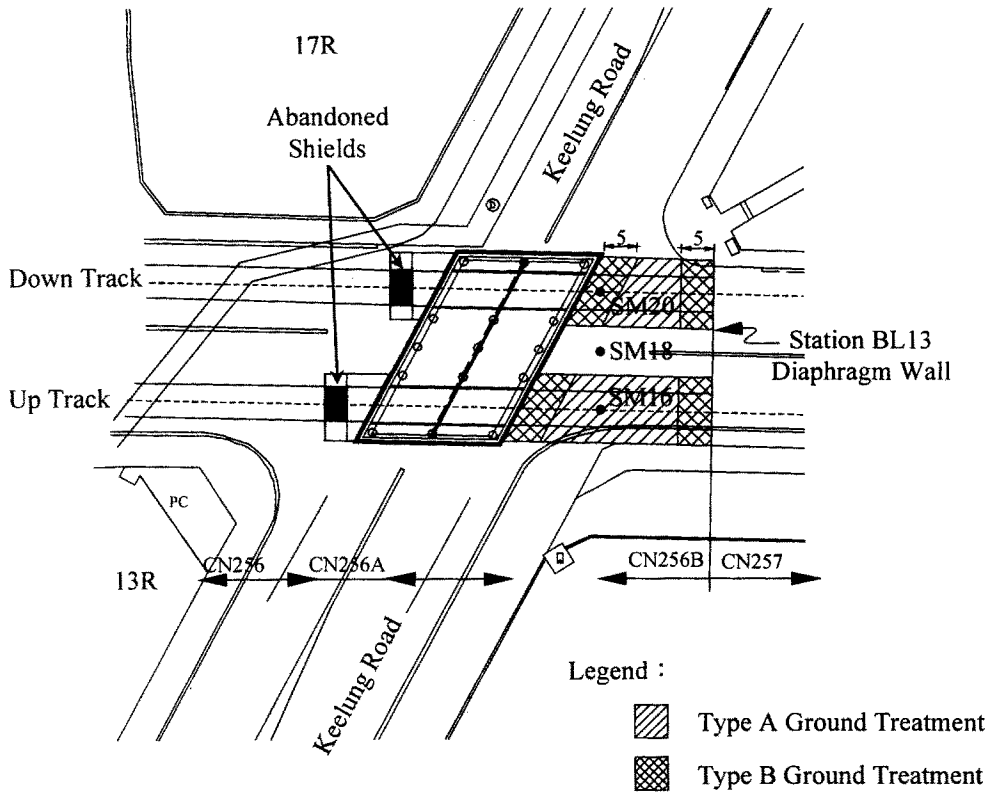 17R
Keelung Road
Abandoned
Shields
5
5
Down Track
SM20
Station BL13
Diaphragm Wall
SM18
Up Track
SM16
PC
CN256
CN256A
CN256B
CN257
13R
Keelung Road
Legend :
Type A Ground Treatment
Type B Ground Treatment